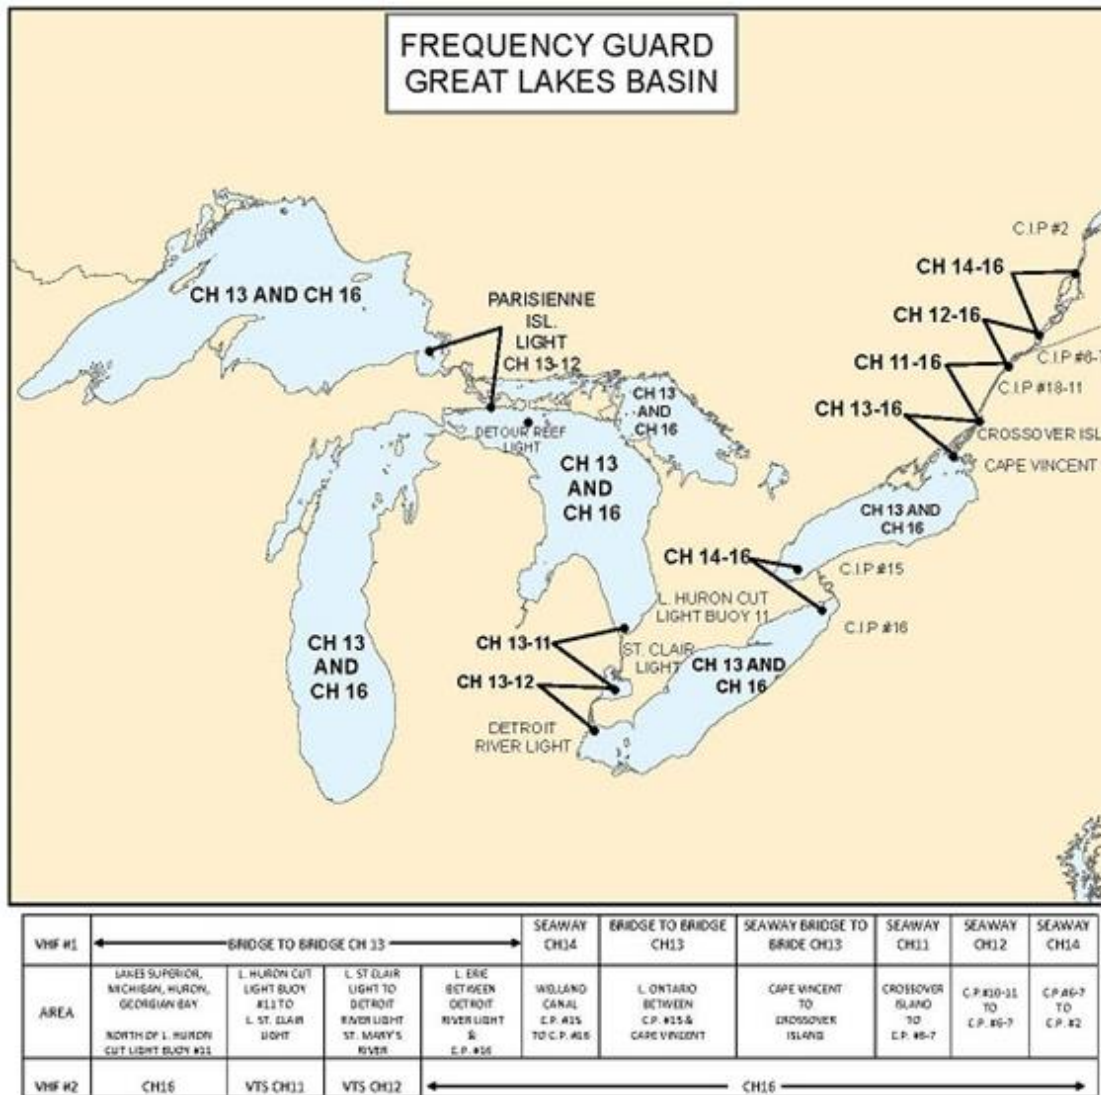 FREQUENCY GUARD
GREAT LAKES BASIN
C.I.P #2
CH 14-16
CH 13 AND CH 16
PARISIENNE
ISL.
LIGHT
CH 13-12
CH 12-16
C.I.P #6-7
CH 11-16
C.I.P #18-11
CH 13
AND
CH 16
CH 13-16
DETOUR REEF
LIGHT
CROSSOVER ISL
CAPE VINCENT
CH 13
AND
CH 16
CH 13 AND
CH 16
CH 14-16
C.I.P #15
L. HURON CUT
LIGHT BUOY 11
C.I.P #16
CH 13-11
ST. CLAIR
LIGHT
CH 13
AND
CH 16
CH 13 AND
CH 16
CH 13-12
DETROIT
RIVER LIGHT
VHF #1
BRIDGE TO BRIDGE CH 13
SEAWAY
CH14
BRIDGE TO BRIDGE
CH13
SEAWAY BRIDGE TO
BRIDE CH13
SEAWAY
CH11
SEAWAY
CH12
SEAWAY
CH14
AREA
LAKES SUPERIOR,
MICHIGAN, HURON,
GEORGIAN BAY
NORTH OF L. HURON
CUT LIGHT BUOY #11
L. HURON CUT
LIGHT BUOY
#11 TO
L. ST. CLAIR
LIGHT
L. ST CLAIR
LIGHT TO
DETROIT
RIVER LIGHT
ST. MARY'S
RIVER
L. ERIE
BETWEEN
DETROIT
RIVER LIGHT
&
C.P. #16
WELLAND
CANAL
C.P. #15
TO C.P. #16
L. ONTARIO
BETWEEN
C.P. #15 &
CAPE VINCENT
CAPE VINCENT
TO
CROSSOVER
ISLAND
CROSSOVER
ISLAND
TO
C.P. #6-7
C.P. #10-11
TO
C.P. #6-7
C.P. #6-7
TO
C.P. #2
VHF #2
CH16
VTS CH11
VTS CH12
CH16